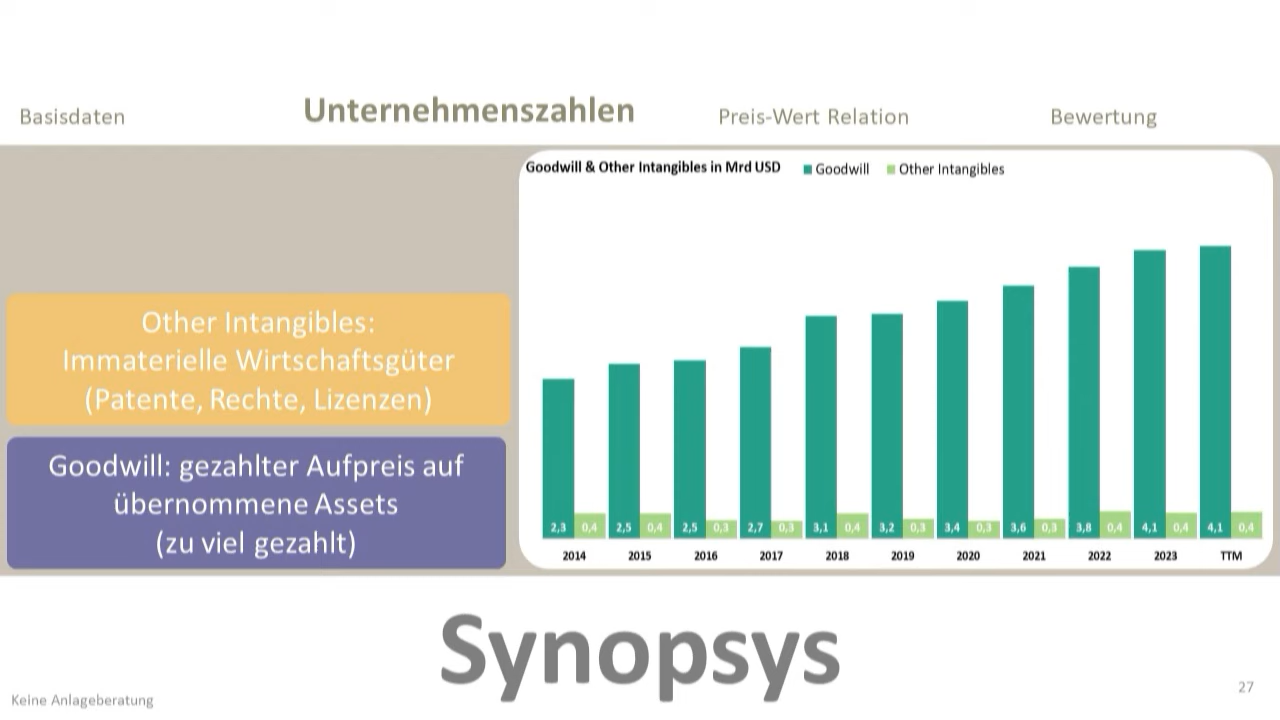 Basisdaten
Unternehmenszahlen
Preis-Wert Relation
Bewertung
Goodwill & Other Intangibles in Mrd USD
Goodwill
Other Intangibles
Other Intangibles:
Immaterielle Wirtschaftsgüter
(Patente, Rechte, Lizenzen)
Goodwill: gezahlter Aufpreis auf
übernommene Assets
(zu viel gezahlt)
2,3 0,4 2,5 0,4 2,5 0,3 2,7 0,3 3,1 0,4 3,2 0,3 3,4 0,3 3,6 0,3 3,8 0,4 4,1 0,4 4,1 0,4
2014 2015 2016 2017 2018 2019 2020 2021 2022 2023 TTM
Synopsys
Keine Anlageberatung
27